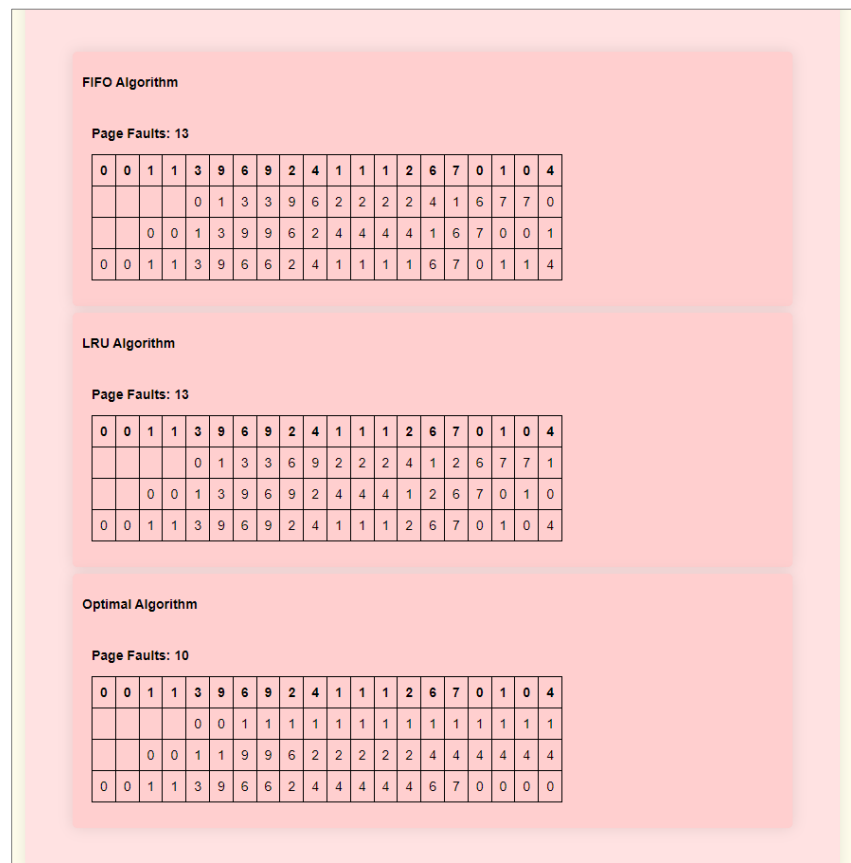 FIFO Algorithm
Page Faults: 13
0 0 1 1 3 9 6 9 2 4 1 1 1 2 6 7 0 1 0 4
0 1 3 3 9 6 2 2 2 2 4 1 6 7 7 0
0 0 1 3 9 9 6 2 4 4 4 4 1 6 7 0 0 1
0 0 1 1 3 9 6 6 2 4 1 1 1 1 6 7 0 1 1 4
LRU Algorithm
Page Faults: 13
0 0 1 1 3 9 6 9 2 4 1 1 1 2 6 7 0 1 0 4
0 1 3 3 6 9 2 2 2 4 1 2 6 7 7 1
0 0 1 3 9 6 9 2 4 4 4 1 2 6 7 0 1 0
0 0 1 1 3 9 6 9 2 4 1 1 1 2 6 7 0 1 0 4
Optimal Algorithm
Page Faults: 10
0 0 1 1 3 9 6 9 2 4 1 1 1 2 6 7 0 1 0 4
0 0 1 1 1 1 1 1 1 1 1 1 1 1 1 1
0 0 1 1 9 9 6 2 2 2 2 2 4 4 4 4 4 4
0 0 1 1 3 9 6 6 2 4 4 4 4 4 6 7 0 0 0 0